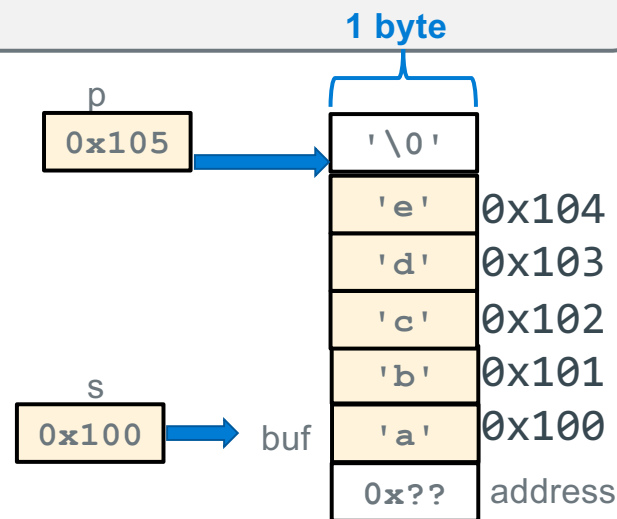 1 byte
p
0x105
'\0'
'e' 0x104
'd' 0x103
'c' 0x102
'b' 0x101
s
0x100
buf 'a' 0x100
0x?? address